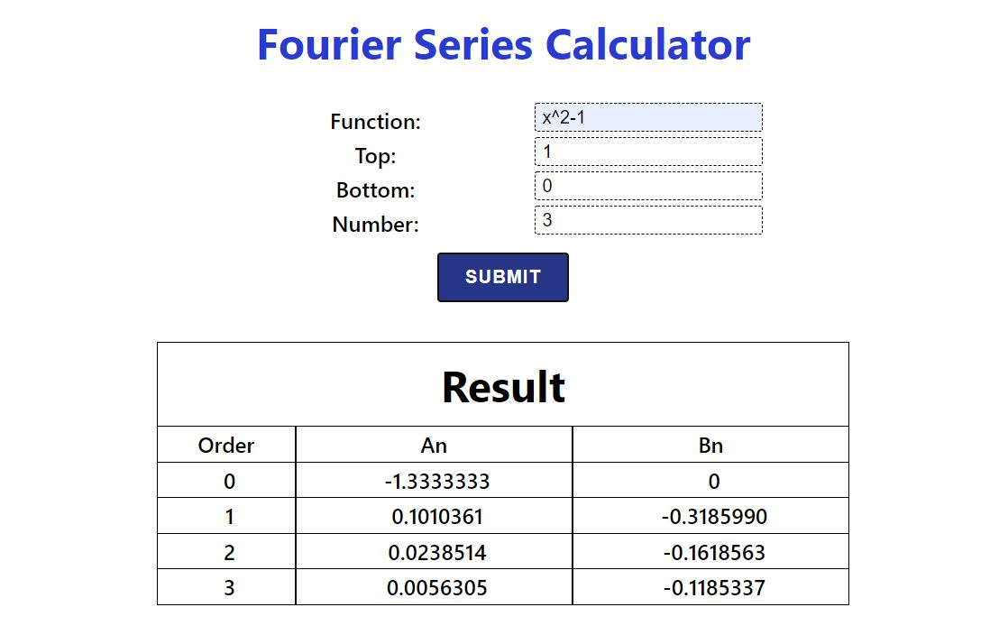 Fourier Series Calculator
Function: x^2-1
Top: 1
Bottom: 0
Number: 3
SUBMIT
Result
Order An Bn
0 -1.3333333 0
1 0.1010361 -0.3185990
2 0.0238514 -0.1618563
3 0.0056305 -0.1185337